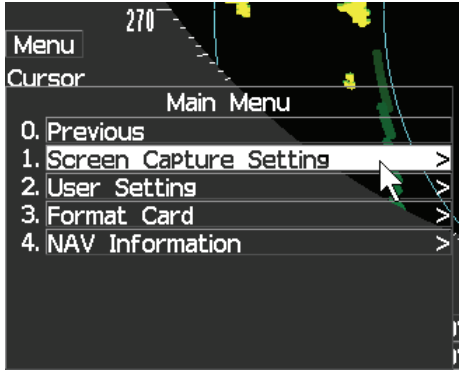 270
Menu
Cursor
Main Menu
0. Previous
1. Screen Capture Setting >
2. User Setting >
3. Format Card >
4. NAV Information >